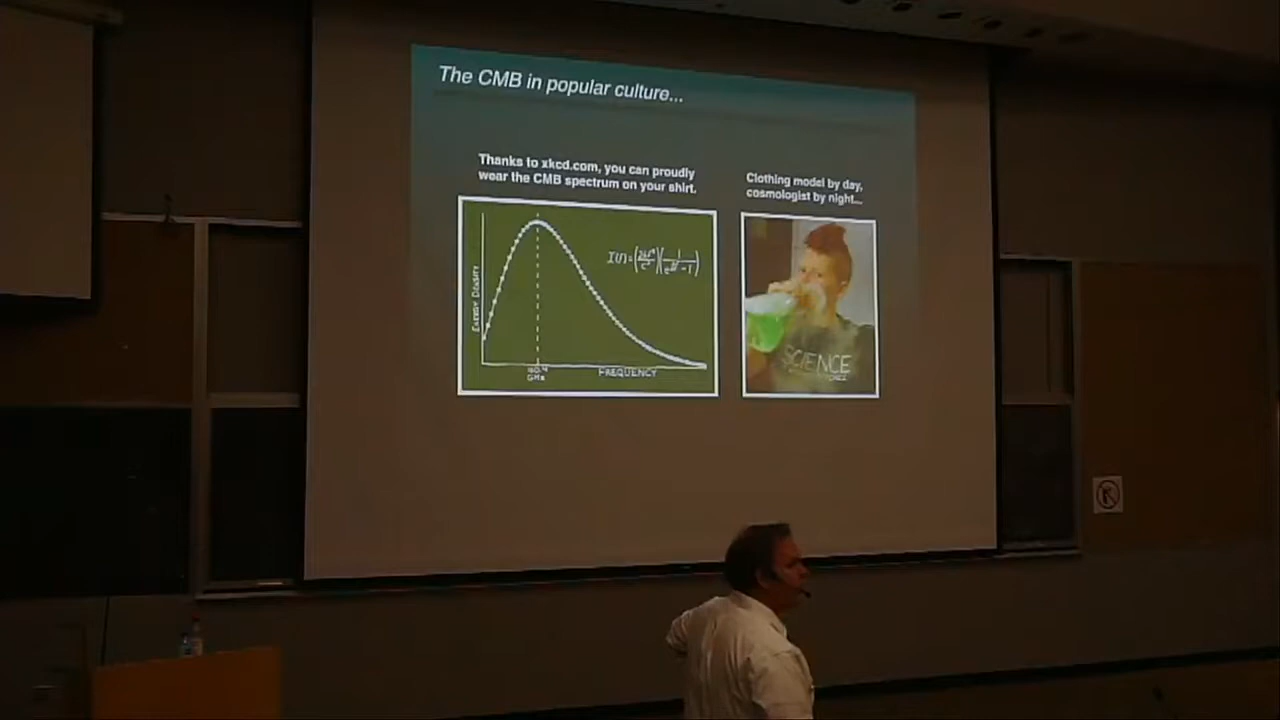 The CMB in popular culture...
Thanks to xkcd.com, you can proudly
wear the CMB spectrum on your shirt.
Clothing model by day,
cosmologist by night...
ENERGY DENSITY
FREQUENCY
GHz
SCIENCE